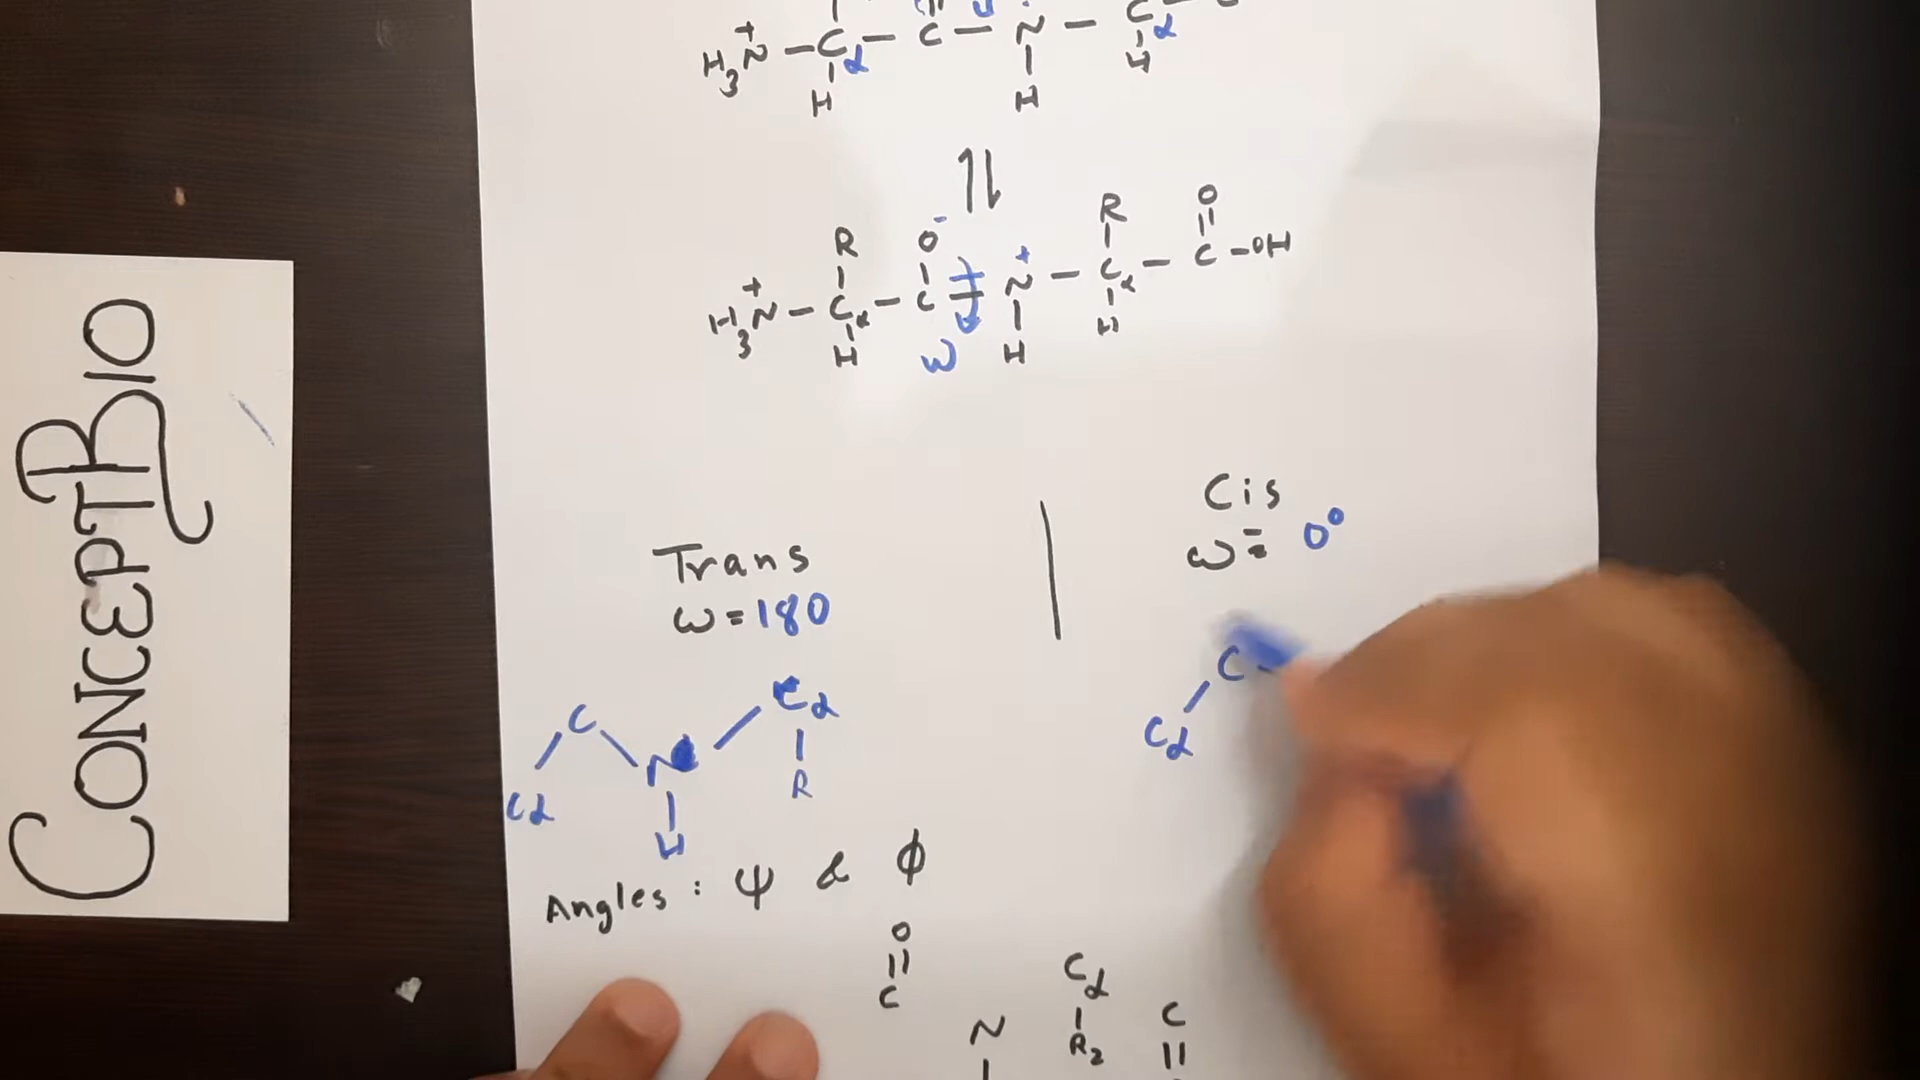 CONCEPTBIO
H₃N⁺ — Cα — C — N — Cα
H H H
⇌
R O⁻ R O
H₃N⁺ — Cα — C = N⁺ — Cα — C — OH
H ω H H
Trans
ω = 180
Cis
ω = 0°
Cα C N Cα
H R
C
Cα
Angles : ψ & φ
O
C N Cα C
R₂